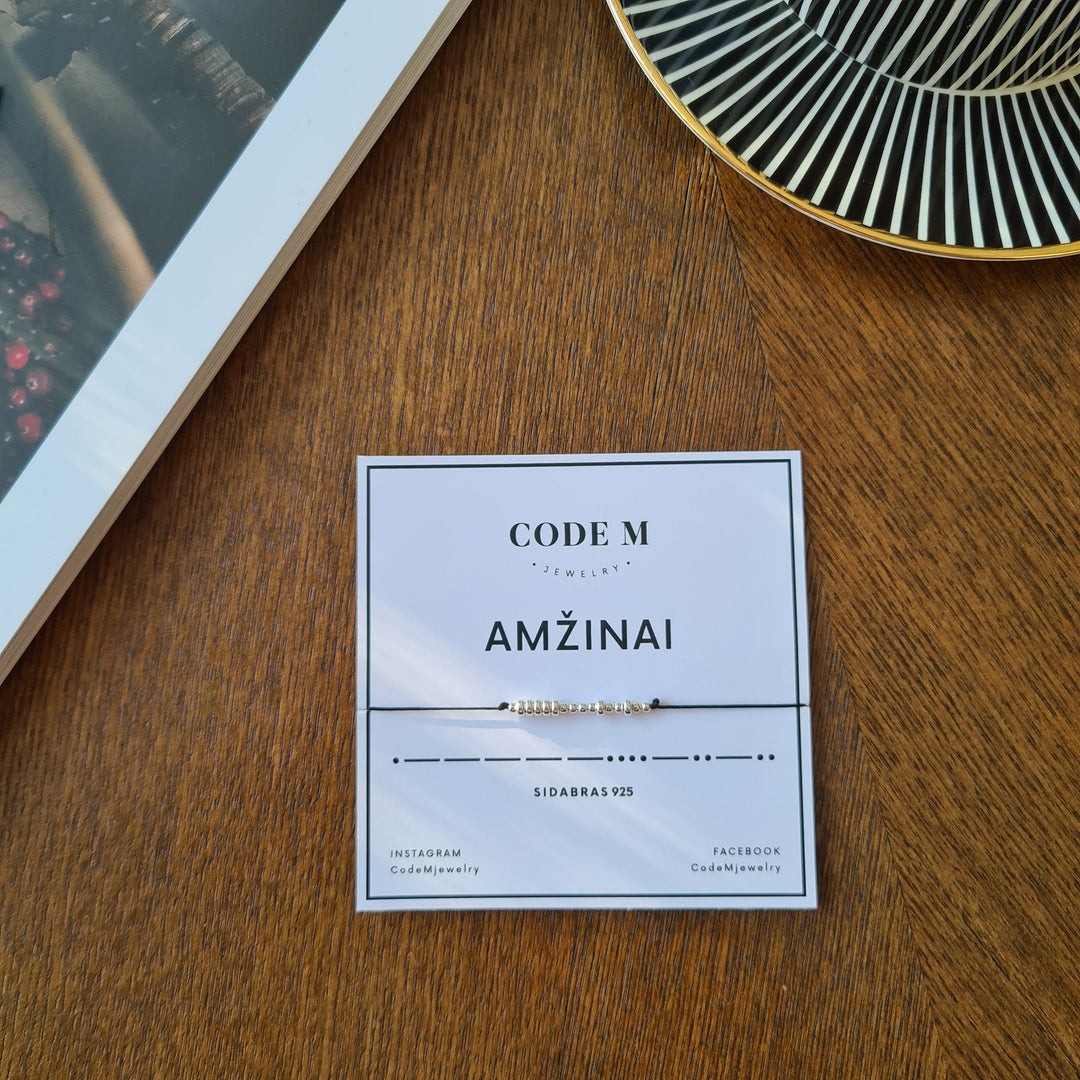 CODE M
• JEWELRY •
AMŽINAI
•— — — — —••••—••—••
SIDABRAS 925
INSTAGRAM
CodeMjewelry
FACEBOOK
CodeMjewelry